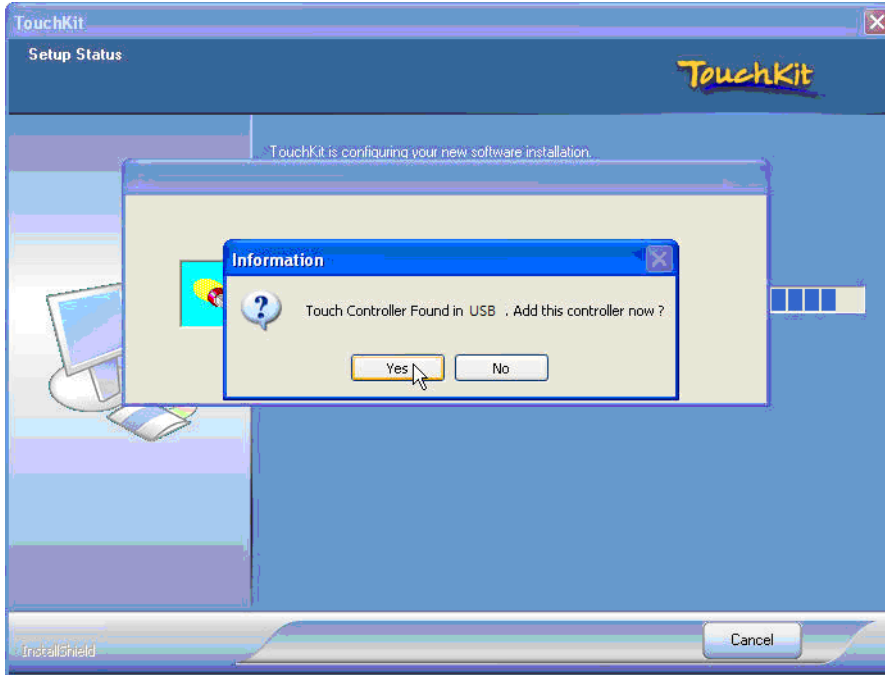 TouchKit
Setup Status
TouchKit
TouchKit is configuring your new software installation.
Information
Touch Controller Found in USB . Add this controller now ?
Yes
No
Cancel
InstallShield